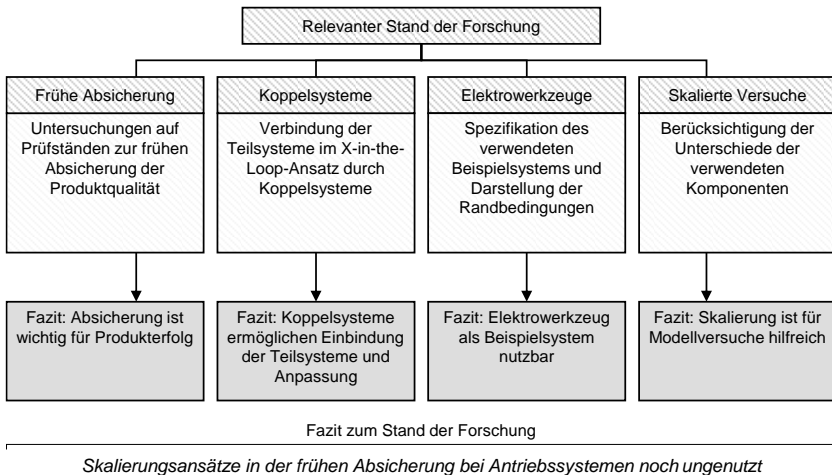 Relevanter Stand der Forschung
Frühe Absicherung
Untersuchungen auf
Prüfständen zur frühen
Absicherung der
Produktqualität
Fazit: Absicherung ist
wichtig für Produkterfolg
Koppelsysteme
Verbindung der
Teilsysteme im X-in-the-
Loop-Ansatz durch
Koppelsysteme
Fazit: Koppelsysteme
ermöglichen Einbindung
der Teilsysteme und
Anpassung
Elektrowerkzeuge
Spezifikation des
verwendeten
Beispielsystems und
Darstellung der
Randbedingungen
Fazit: Elektrowerkzeug
als Beispielsystem
nutzbar
Skalierte Versuche
Berücksichtigung der
Unterschiede der
verwendeten
Komponenten
Fazit: Skalierung ist für
Modellversuche hilfreich
Fazit zum Stand der Forschung
Skalierungsansätze in der frühen Absicherung bei Antriebssystemen noch ungenutzt